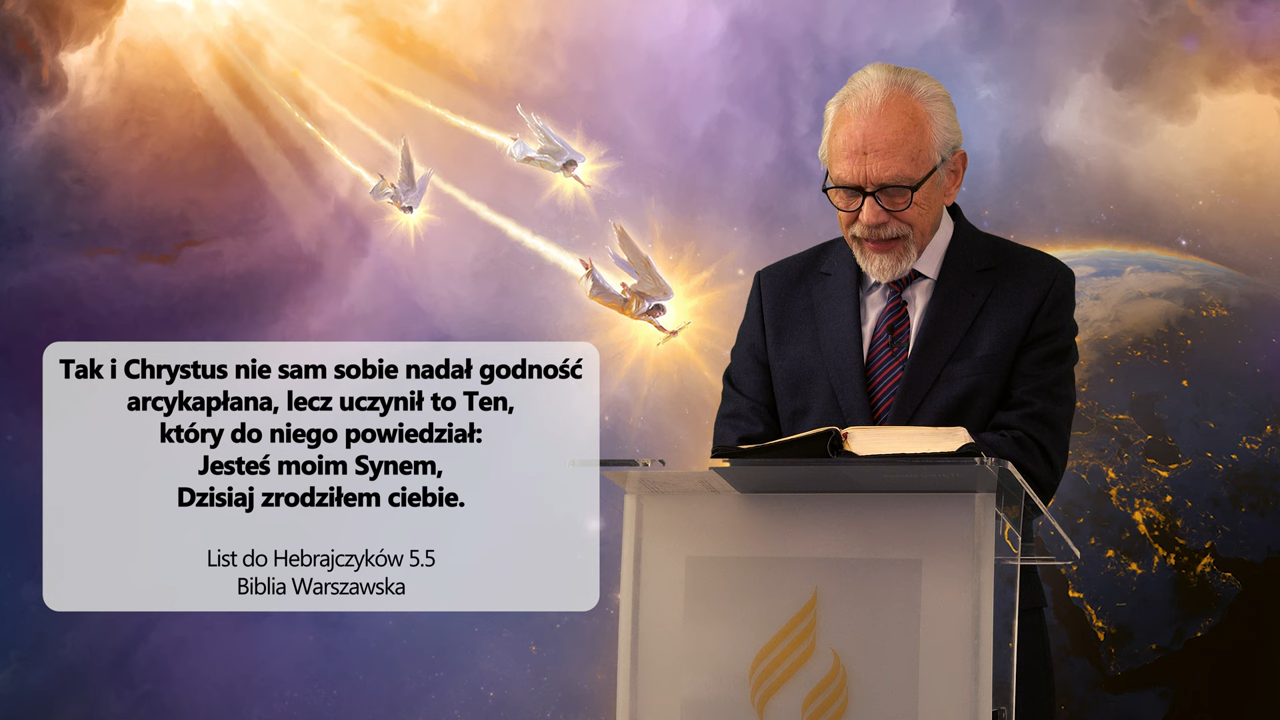 Tak i Chrystus nie sam sobie nadał godność
arcykapłana, lecz uczynił to Ten,
który do niego powiedział:
Jesteś moim Synem,
Dzisiaj zrodziłem ciebie.
List do Hebrajczyków 5.5
Biblia Warszawska